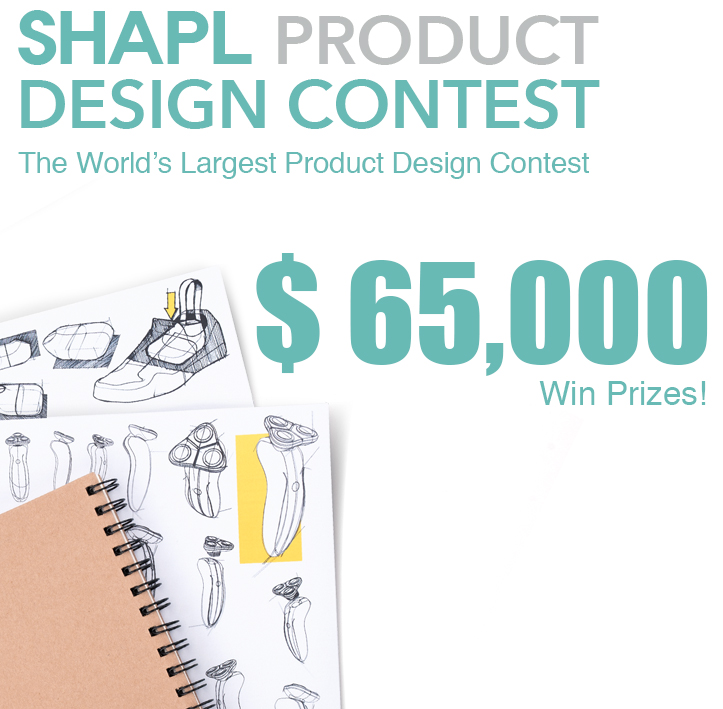 SHAPL PRODUCT
DESIGN CONTEST
The World’s Largest Product Design Contest
$ 65,000
Win Prizes!